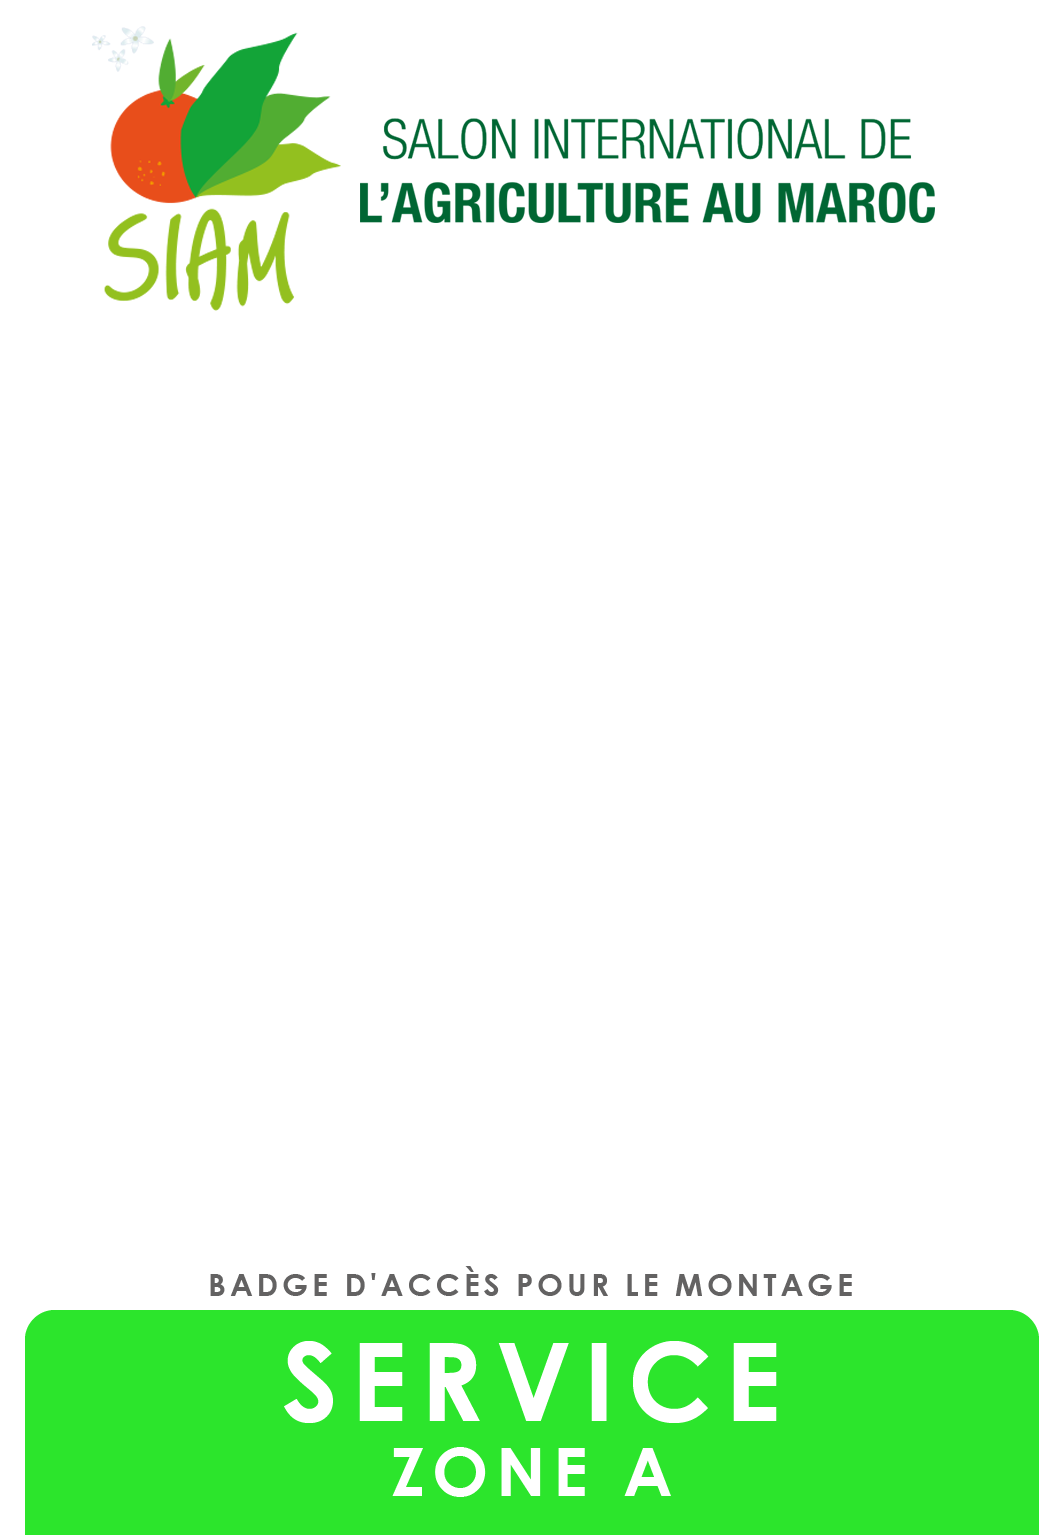 SIAM
SALON INTERNATIONAL DE
L’AGRICULTURE AU MAROC
BADGE D'ACCÈS POUR LE MONTAGE
SERVICE
ZONE A